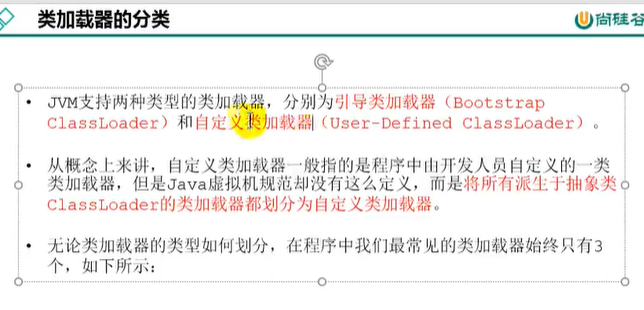 类加载器的分类
尚硅谷
• JVM支持两种类型的类加载器，分别为引导类加载器（Bootstrap
ClassLoader）和自定义类加载器（User-Defined ClassLoader）。
• 从概念上来讲，自定义类加载器一般指的是程序中由开发人员自定义的一类
类加载器，但是Java虚拟机规范却没有这么定义，而是将所有派生于抽象类
ClassLoader的类加载器都划分为自定义类加载器。
• 无论类加载器的类型如何划分，在程序中我们最常见的类加载器始终只有3
个，如下所示：